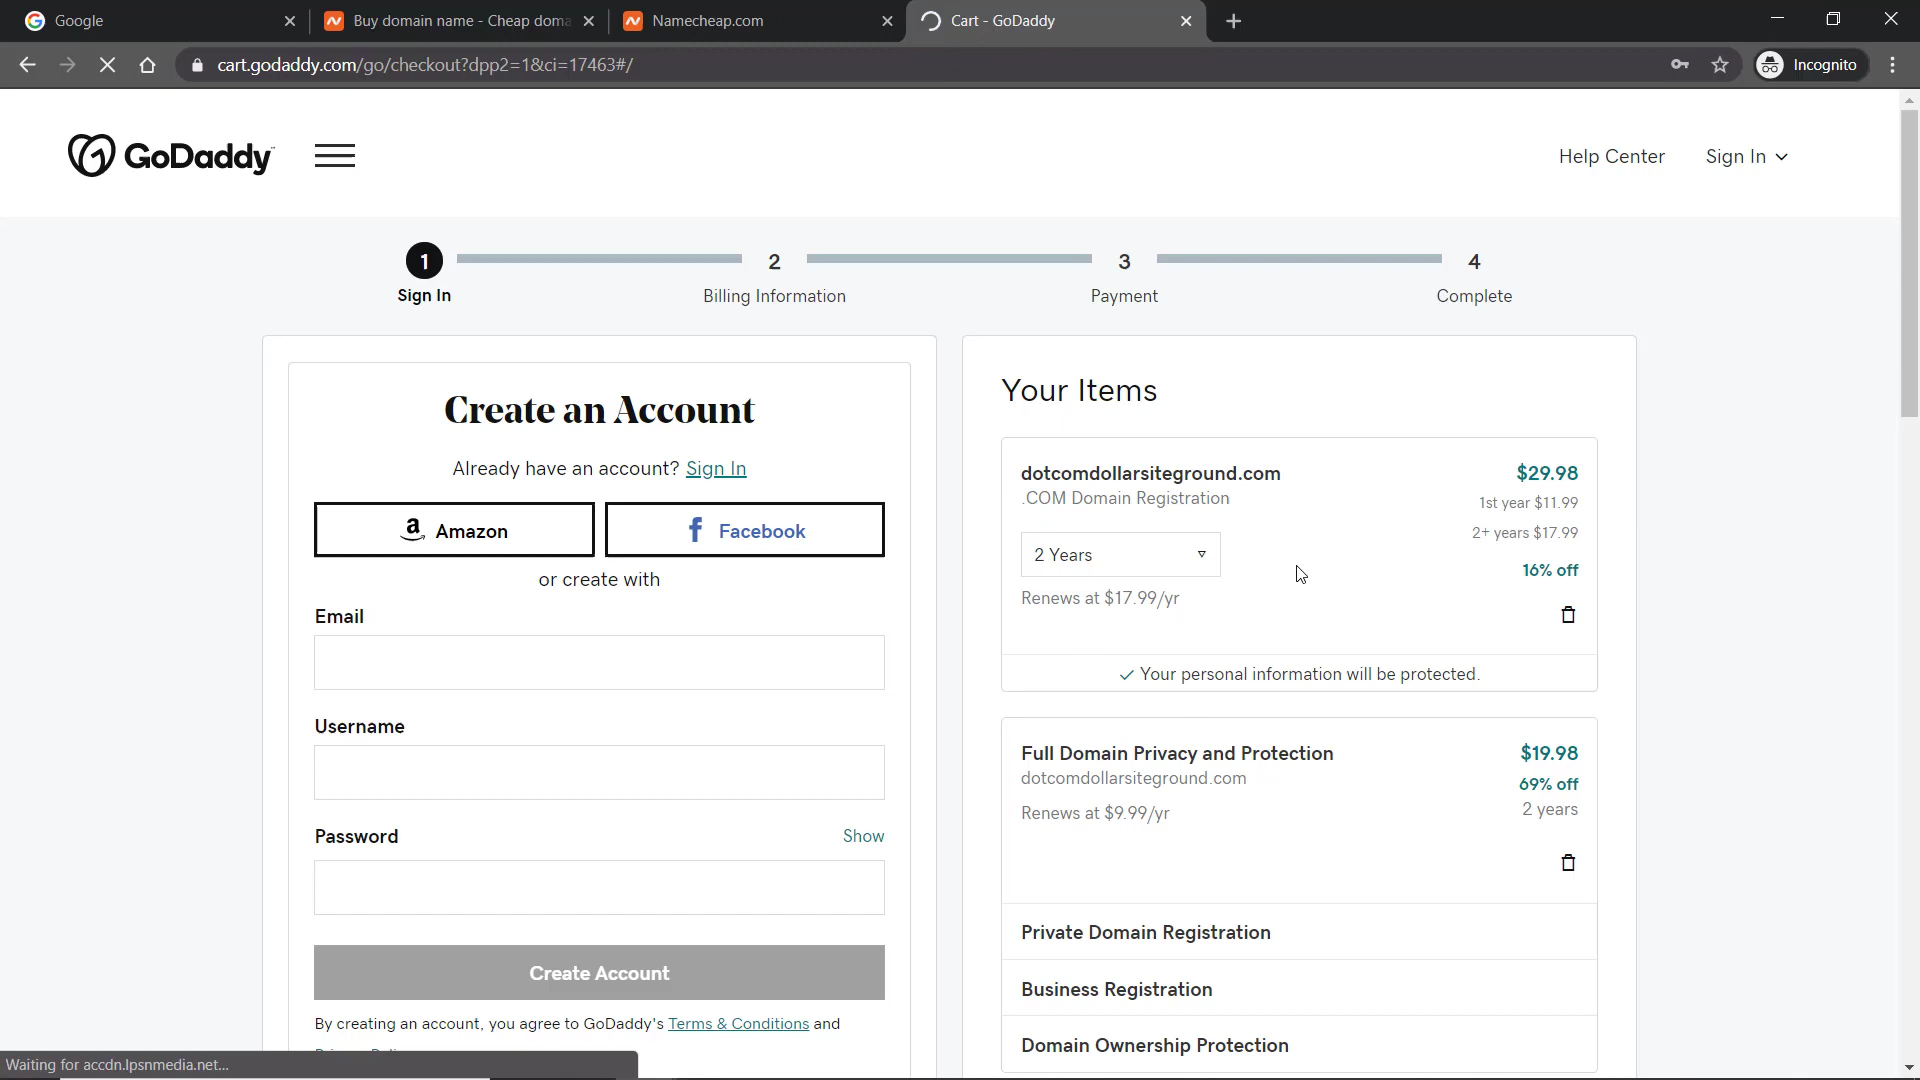 Google
Buy domain name - Cheap doma
Namecheap.com
Cart - GoDaddy
cart.godaddy.com/go/checkout?dpp2=1&ci=17463#/
Incognito
GoDaddy
Help Center
Sign In
1
2
3
4
Sign In
Billing Information
Payment
Complete
Create an Account
Already have an account? Sign In
Amazon
Facebook
or create with
Email
Username
Password
Show
Create Account
By creating an account, you agree to GoDaddy's Terms & Conditions and
Your Items
dotcomdollarsiteground.com
$29.98
.COM Domain Registration
1st year $11.99
2+ years $17.99
2 Years
16% off
Renews at $17.99/yr
Your personal information will be protected.
Full Domain Privacy and Protection
$19.98
dotcomdollarsiteground.com
69% off
2 years
Renews at $9.99/yr
Private Domain Registration
Business Registration
Domain Ownership Protection
Waiting for accdn.lpsnmedia.net...